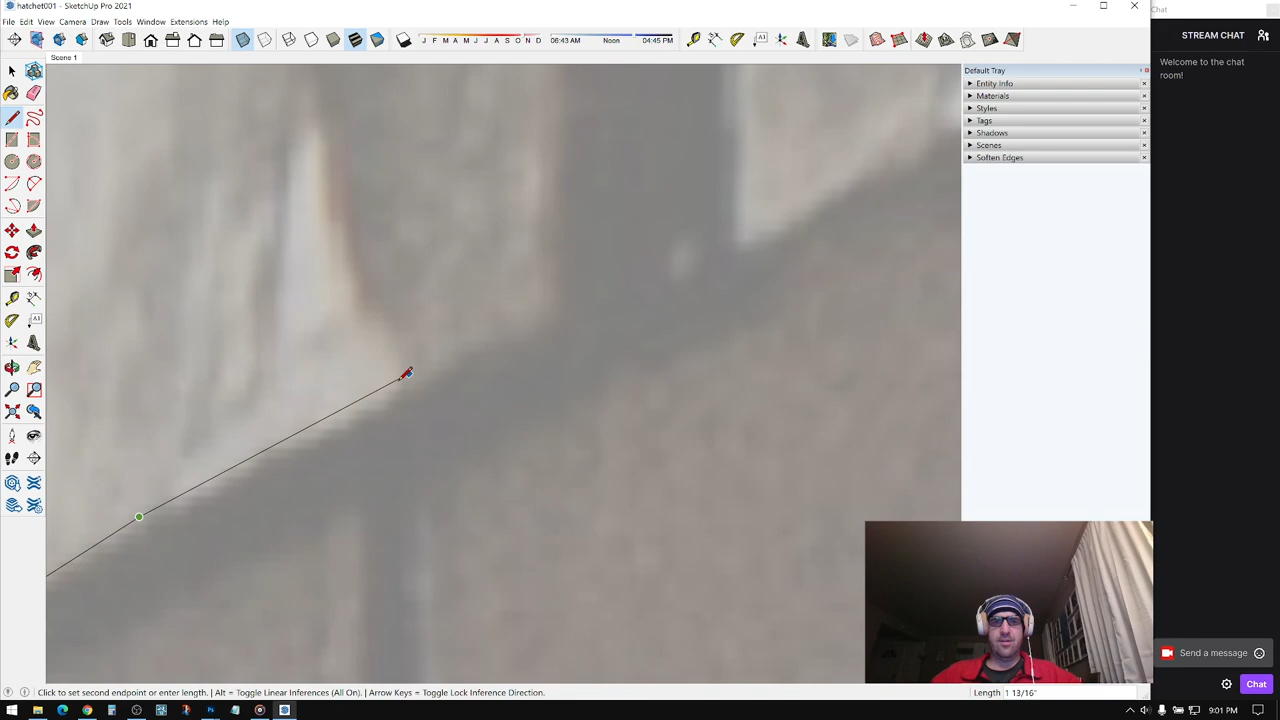 hatchet001 - SketchUp Pro 2021
File Edit View Camera Draw Tools Window Extensions Help
J F M A M J J A S O N D
06:43 AM Noon 04:45 PM
Scene 1
Default Tray
Entity Info
Materials
Styles
Tags
Shadows
Scenes
Soften Edges
Click to set second endpoint or enter length. | Alt = Toggle Linear Inferences (All On). | Arrow Keys = Toggle Lock Inference Direction.
Length 1 13/16"
9:01 PM
Chat
STREAM CHAT
Welcome to the chat
room!
Send a message
Chat